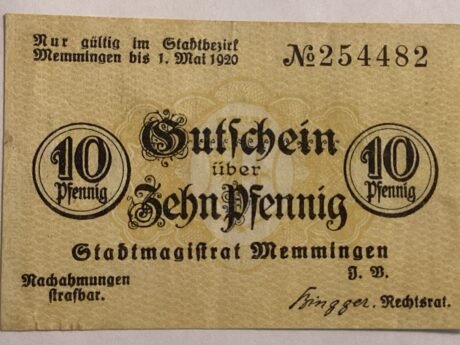 Nur gültig im Stadtbezirk
Memmingen bis 1. Mai 1920
№254482
Gutschein
über
Zehn Pfennig
10
Pfennig
10
Pfennig
Stadtmagistrat Memmingen
J. V.
Nachahmungen
strafbar.
Rechtsrat.